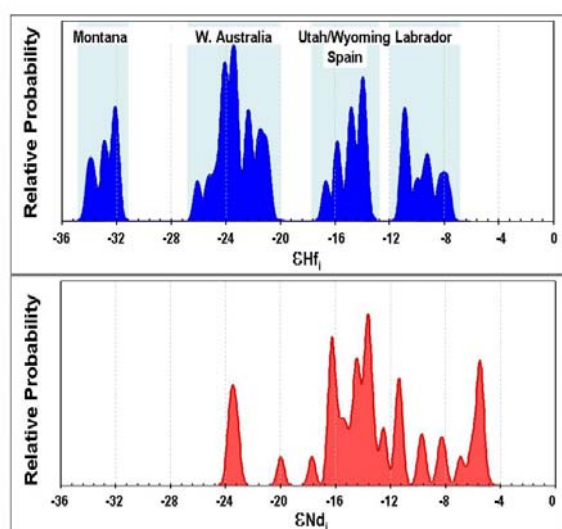 Montana W. Australia Utah/Wyoming Labrador
Spain
Relative Probability
-36 -32 -28 -24 -20 -16 -12 -8 -4 0
εHfi
Relative Probability
-36 -32 -28 -24 -20 -16 -12 -8 -4 0
εNdi